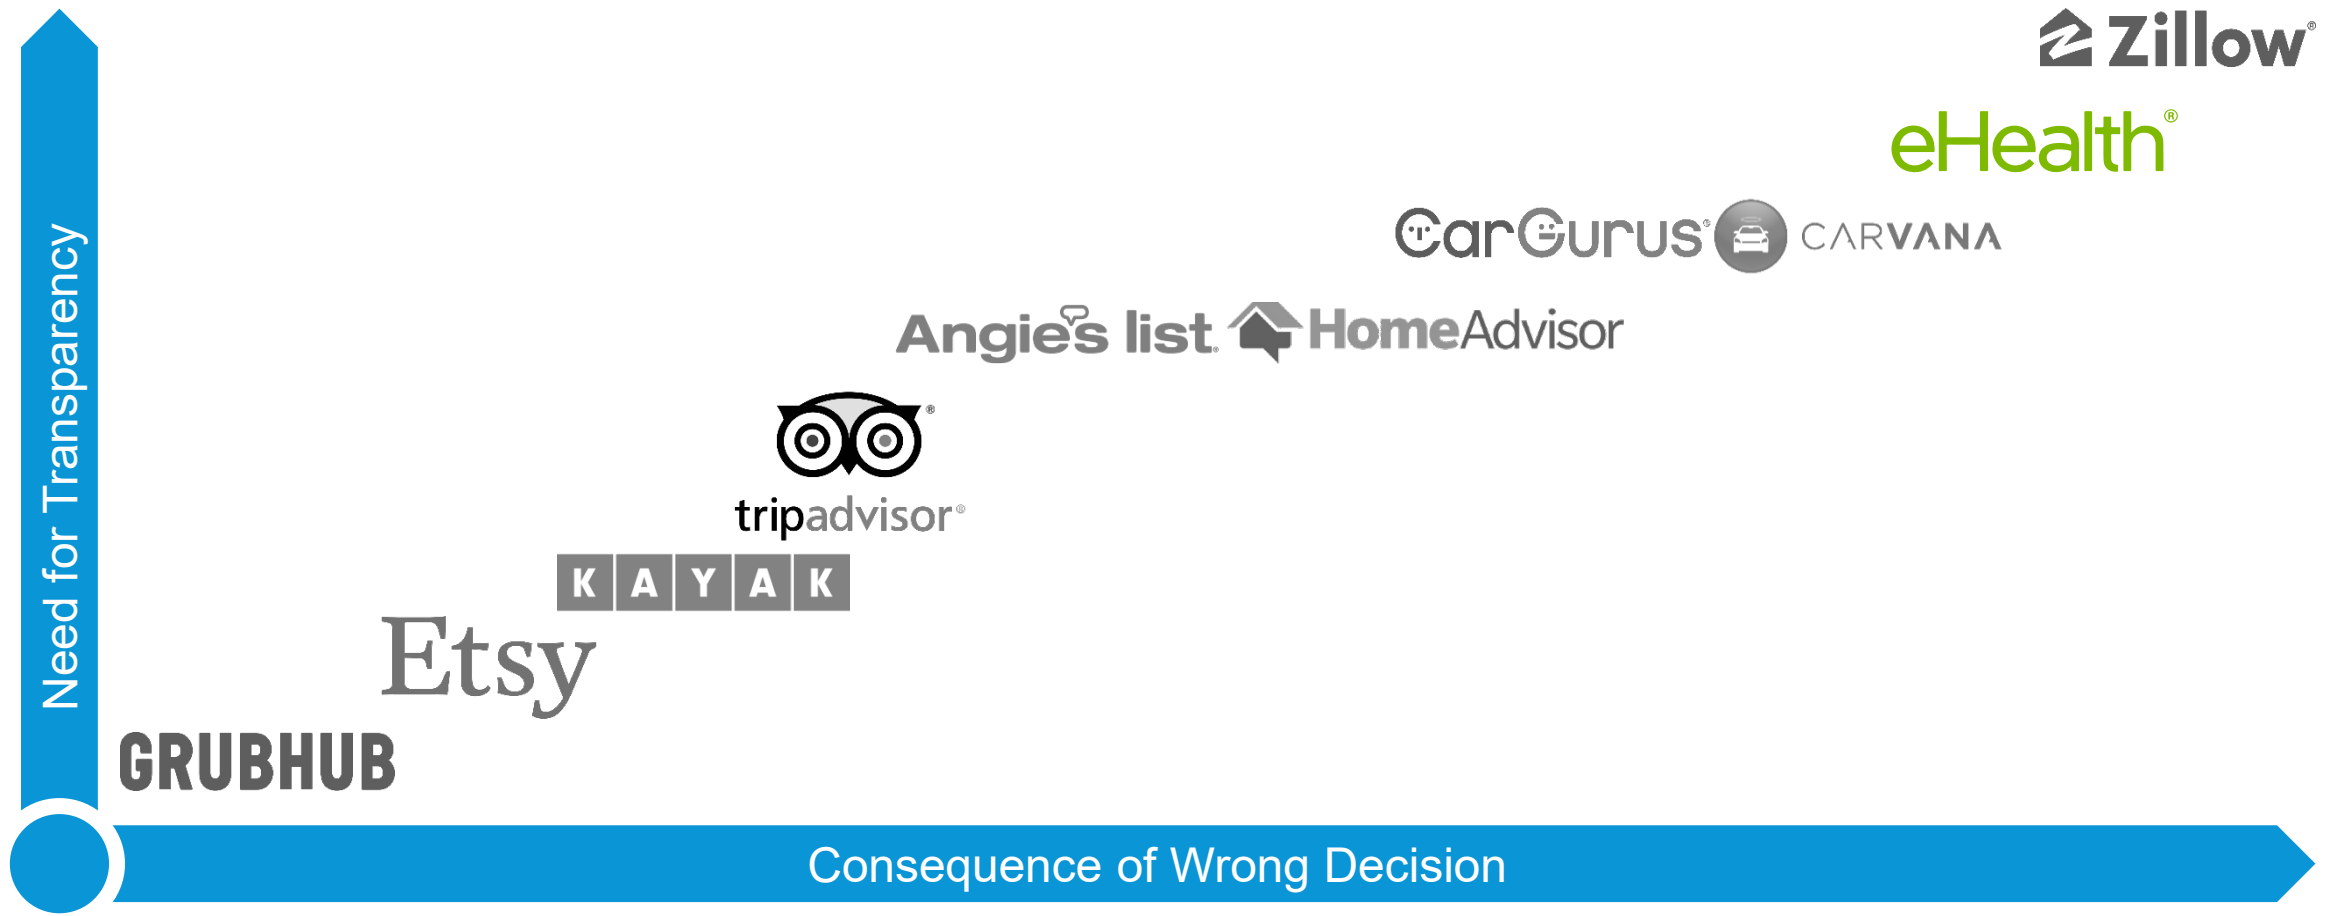 Zillow®
eHealth®
CarGurus® CARVANA
Angie's list® HomeAdvisor
tripadvisor®
KAYAK
Etsy
GRUBHUB
Need for Transparency
Consequence of Wrong Decision